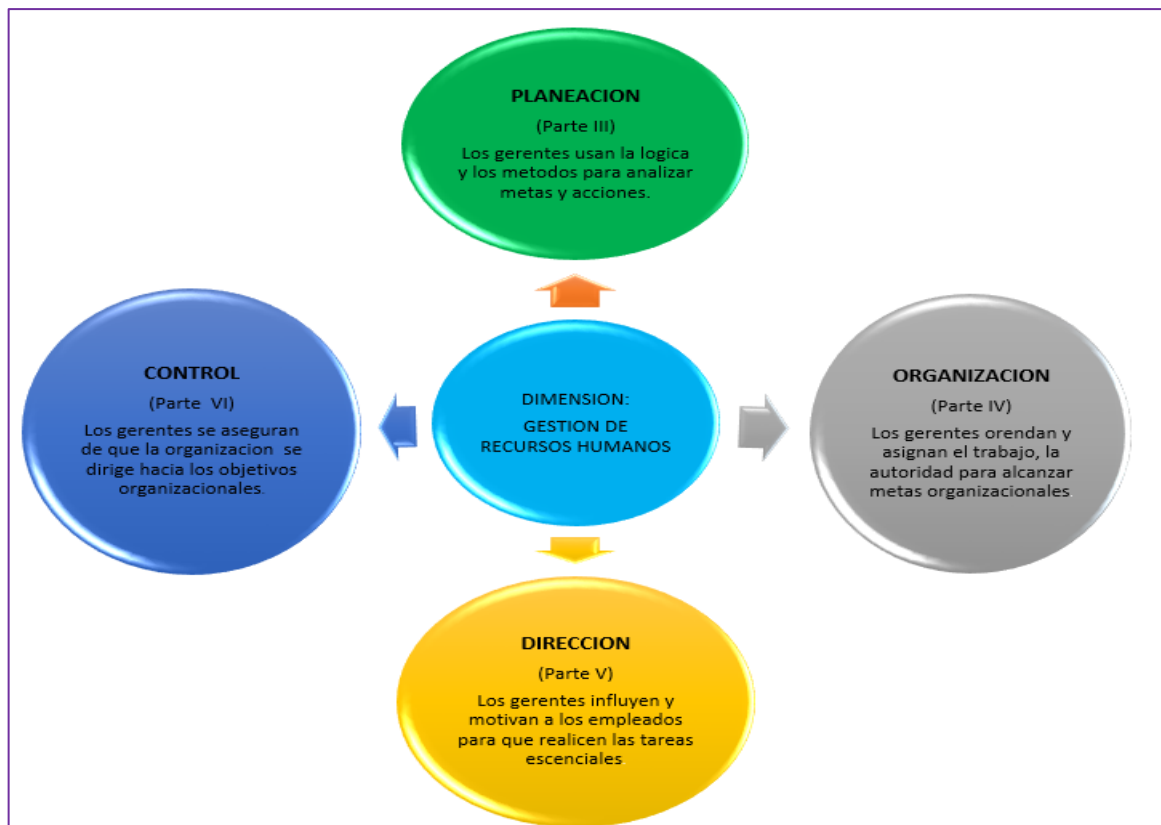 PLANEACION
(Parte III)
Los gerentes usan la logica
y los metodos para analizar
metas y acciones.
CONTROL
(Parte VI)
Los gerentes se aseguran
de que la organizacion se
dirige hacia los objetivos
organizacionales.
DIMENSION:
GESTION DE
RECURSOS HUMANOS
ORGANIZACION
(Parte IV)
Los gerentes orendan y
asignan el trabajo, la
autoridad para alcanzar
metas organizacionales.
DIRECCION
(Parte V)
Los gerentes influyen y
motivan a los empleados
para que realicen las tareas
escenciales